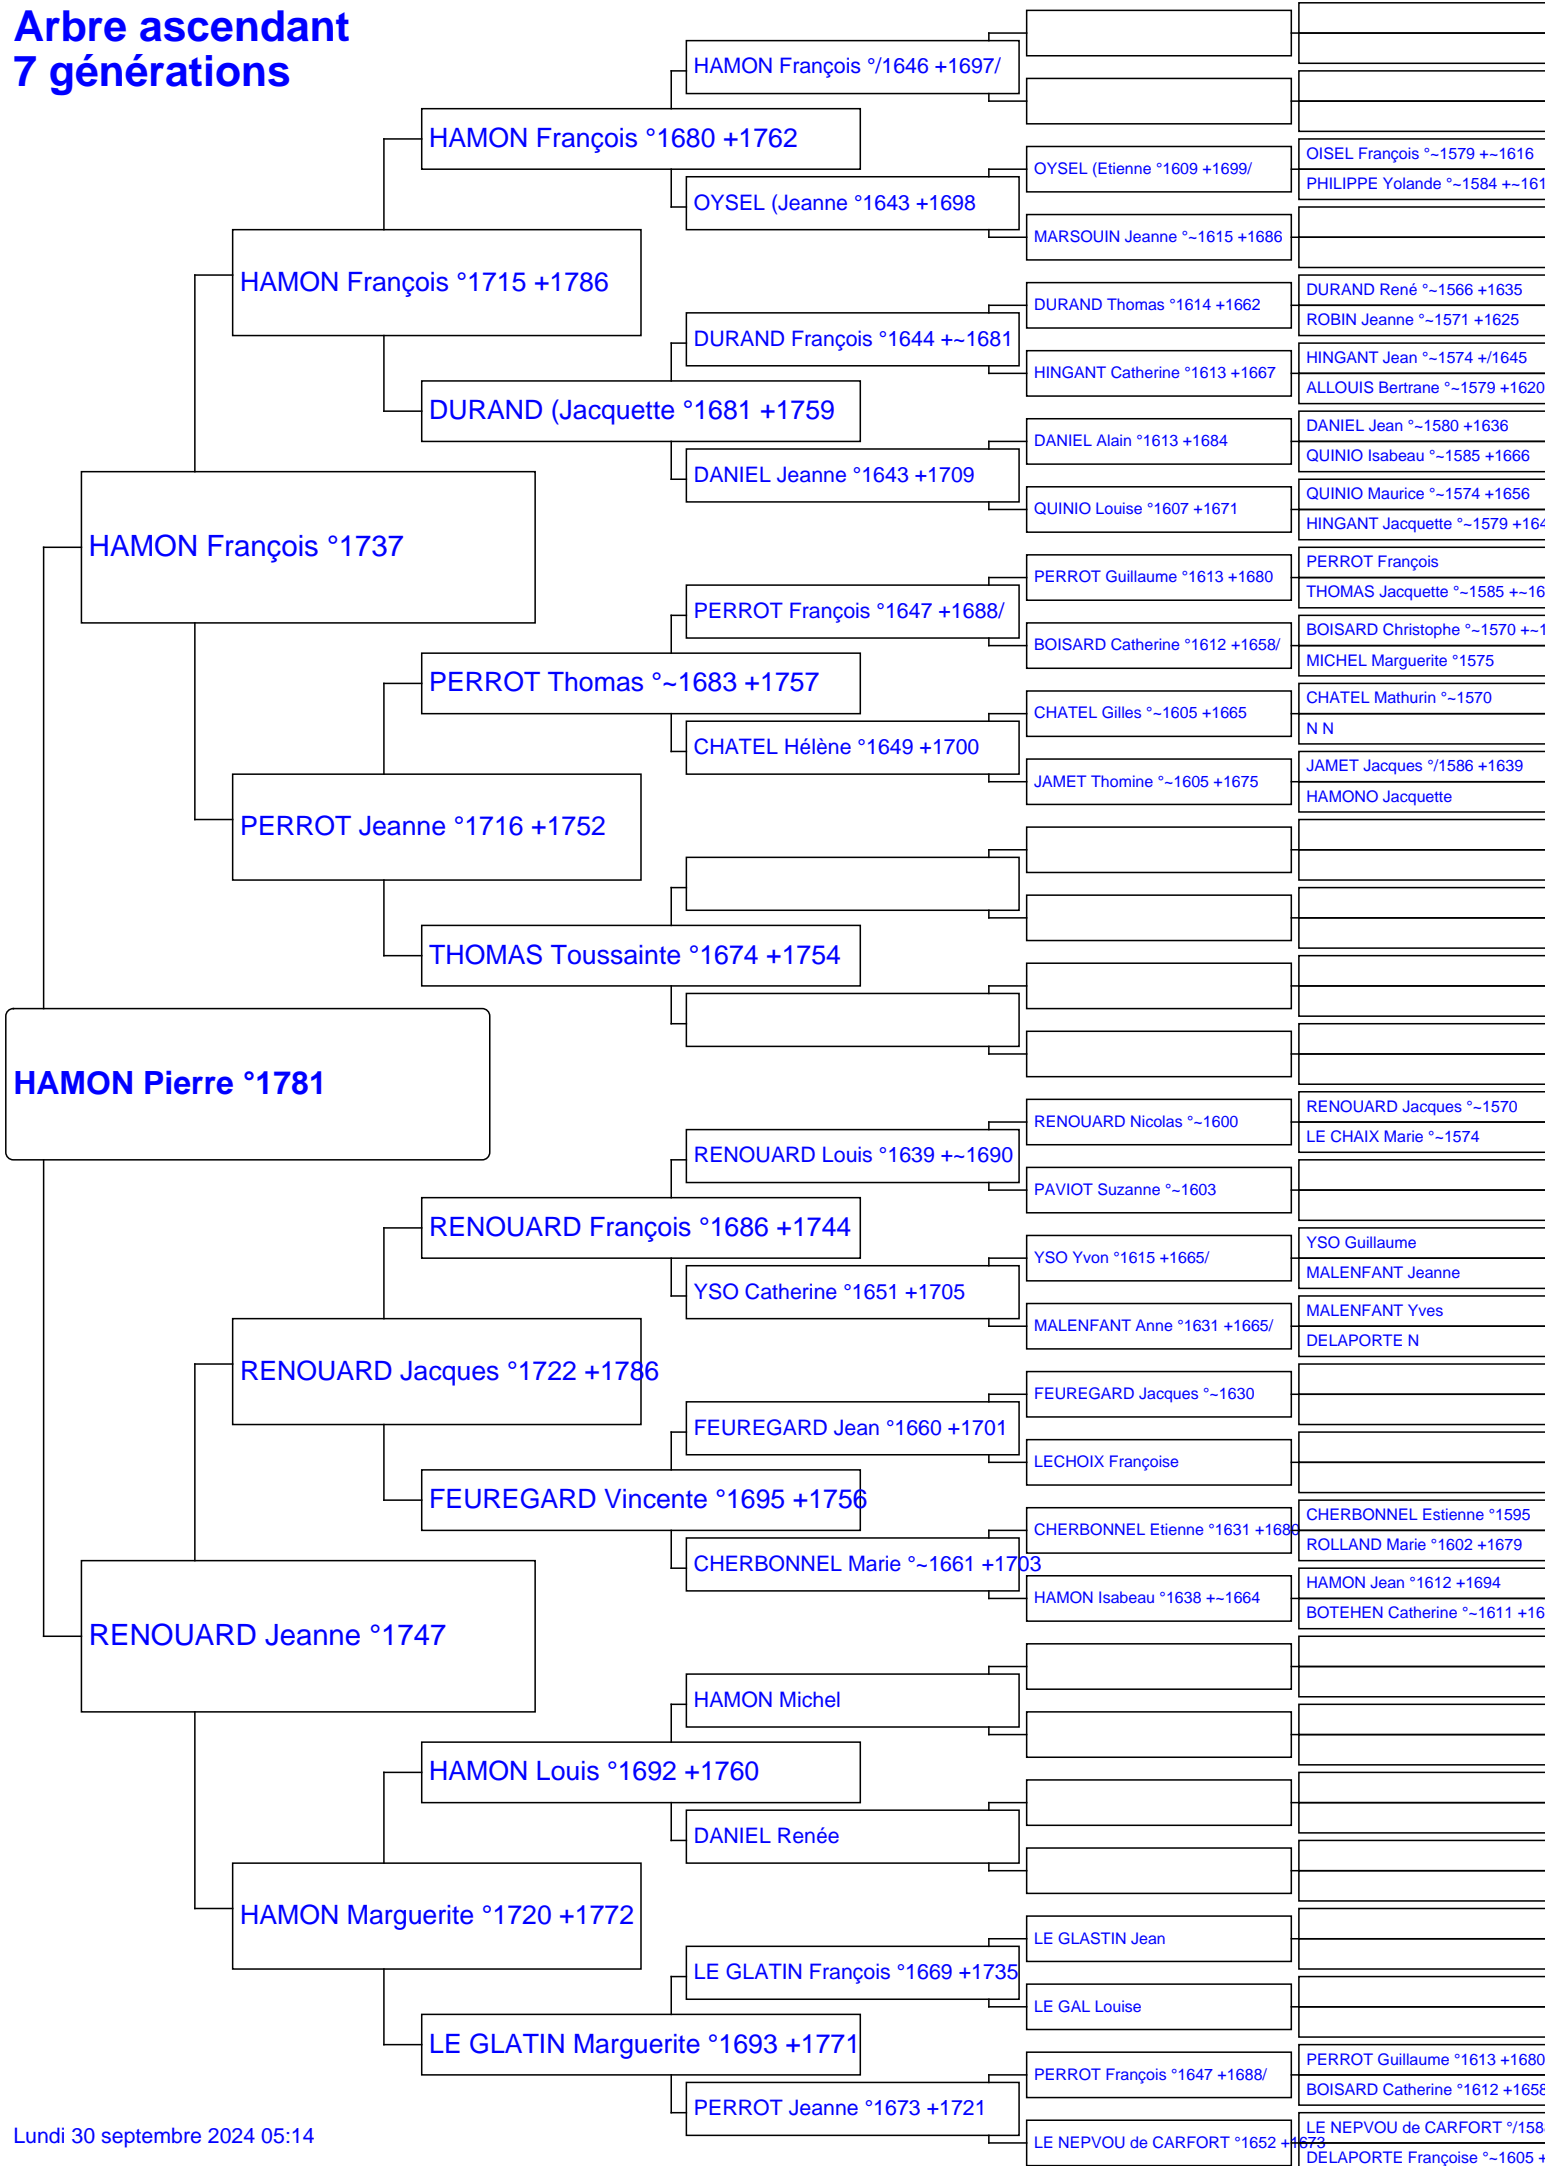 Arbre ascendant
7 générations
HAMON Pierre °1781
HAMON François °1737
RENOUARD Jeanne °1747
HAMON François °1715 +1786
PERROT Jeanne °1716 +1752
RENOUARD Jacques °1722 +1786
HAMON Marguerite °1720 +1772
HAMON François °1680 +1762
DURAND (Jacquette °1681 +1759
PERROT Thomas °~1683 +1757
THOMAS Toussainte °1674 +1754
RENOUARD François °1686 +1744
FEUREGARD Vincente °1695 +1756
HAMON Louis °1692 +1760
LE GLATIN Marguerite °1693 +1771
HAMON François °/1646 +1697/
OYSEL (Jeanne °1643 +1698
DURAND François °1644 +~1681
DANIEL Jeanne °1643 +1709
PERROT François °1647 +1688/
CHATEL Hélène °1649 +1700
RENOUARD Louis °1639 +~1690
YSO Catherine °1651 +1705
FEUREGARD Jean °1660 +1701
CHERBONNEL Marie °~1661 +1703
HAMON Michel
DANIEL Renée
LE GLATIN François °1669 +1735
PERROT Jeanne °1673 +1721
OYSEL (Etienne °1609 +1699/
MARSOUIN Jeanne °~1615 +1686
DURAND Thomas °1614 +1662
HINGANT Catherine °1613 +1667
DANIEL Alain °1613 +1684
QUINIO Louise °1607 +1671
PERROT Guillaume °1613 +1680
BOISARD Catherine °1612 +1658/
CHATEL Gilles °~1605 +1665
JAMET Thomine °~1605 +1675
RENOUARD Nicolas °~1600
PAVIOT Suzanne °~1603
YSO Yvon °1615 +1665/
MALENFANT Anne °1631 +1665/
FEUREGARD Jacques °~1630
LECHOIX Françoise
CHERBONNEL Etienne °1631 +1680
HAMON Isabeau °1638 +~1664
LE GLASTIN Jean
LE GAL Louise
PERROT François °1647 +1688/
LE NEPVOU de CARFORT °1652 +1673
OISEL François °~1579 +~1616
PHILIPPE Yolande °~1584 +~161
DURAND René °~1566 +1635
ROBIN Jeanne °~1571 +1625
HINGANT Jean °~1574 +/1645
ALLOUIS Bertrane °~1579 +1620
DANIEL Jean °~1580 +1636
QUINIO Isabeau °~1585 +1666
QUINIO Maurice °~1574 +1656
HINGANT Jacquette °~1579 +164
PERROT François
THOMAS Jacquette °~1585 +~16
BOISARD Christophe °~1570 +~1
MICHEL Marguerite °1575
CHATEL Mathurin °~1570
N N
JAMET Jacques °/1586 +1639
HAMONO Jacquette
RENOUARD Jacques °~1570
LE CHAIX Marie °~1574
YSO Guillaume
MALENFANT Jeanne
MALENFANT Yves
DELAPORTE N
CHERBONNEL Estienne °1595
ROLLAND Marie °1602 +1679
HAMON Jean °1612 +1694
BOTEHEN Catherine °~1611 +16
PERROT Guillaume °1613 +1680
BOISARD Catherine °1612 +1658
LE NEPVOU de CARFORT °/158
DELAPORTE Françoise °~1605 +
Lundi 30 septembre 2024 05:14